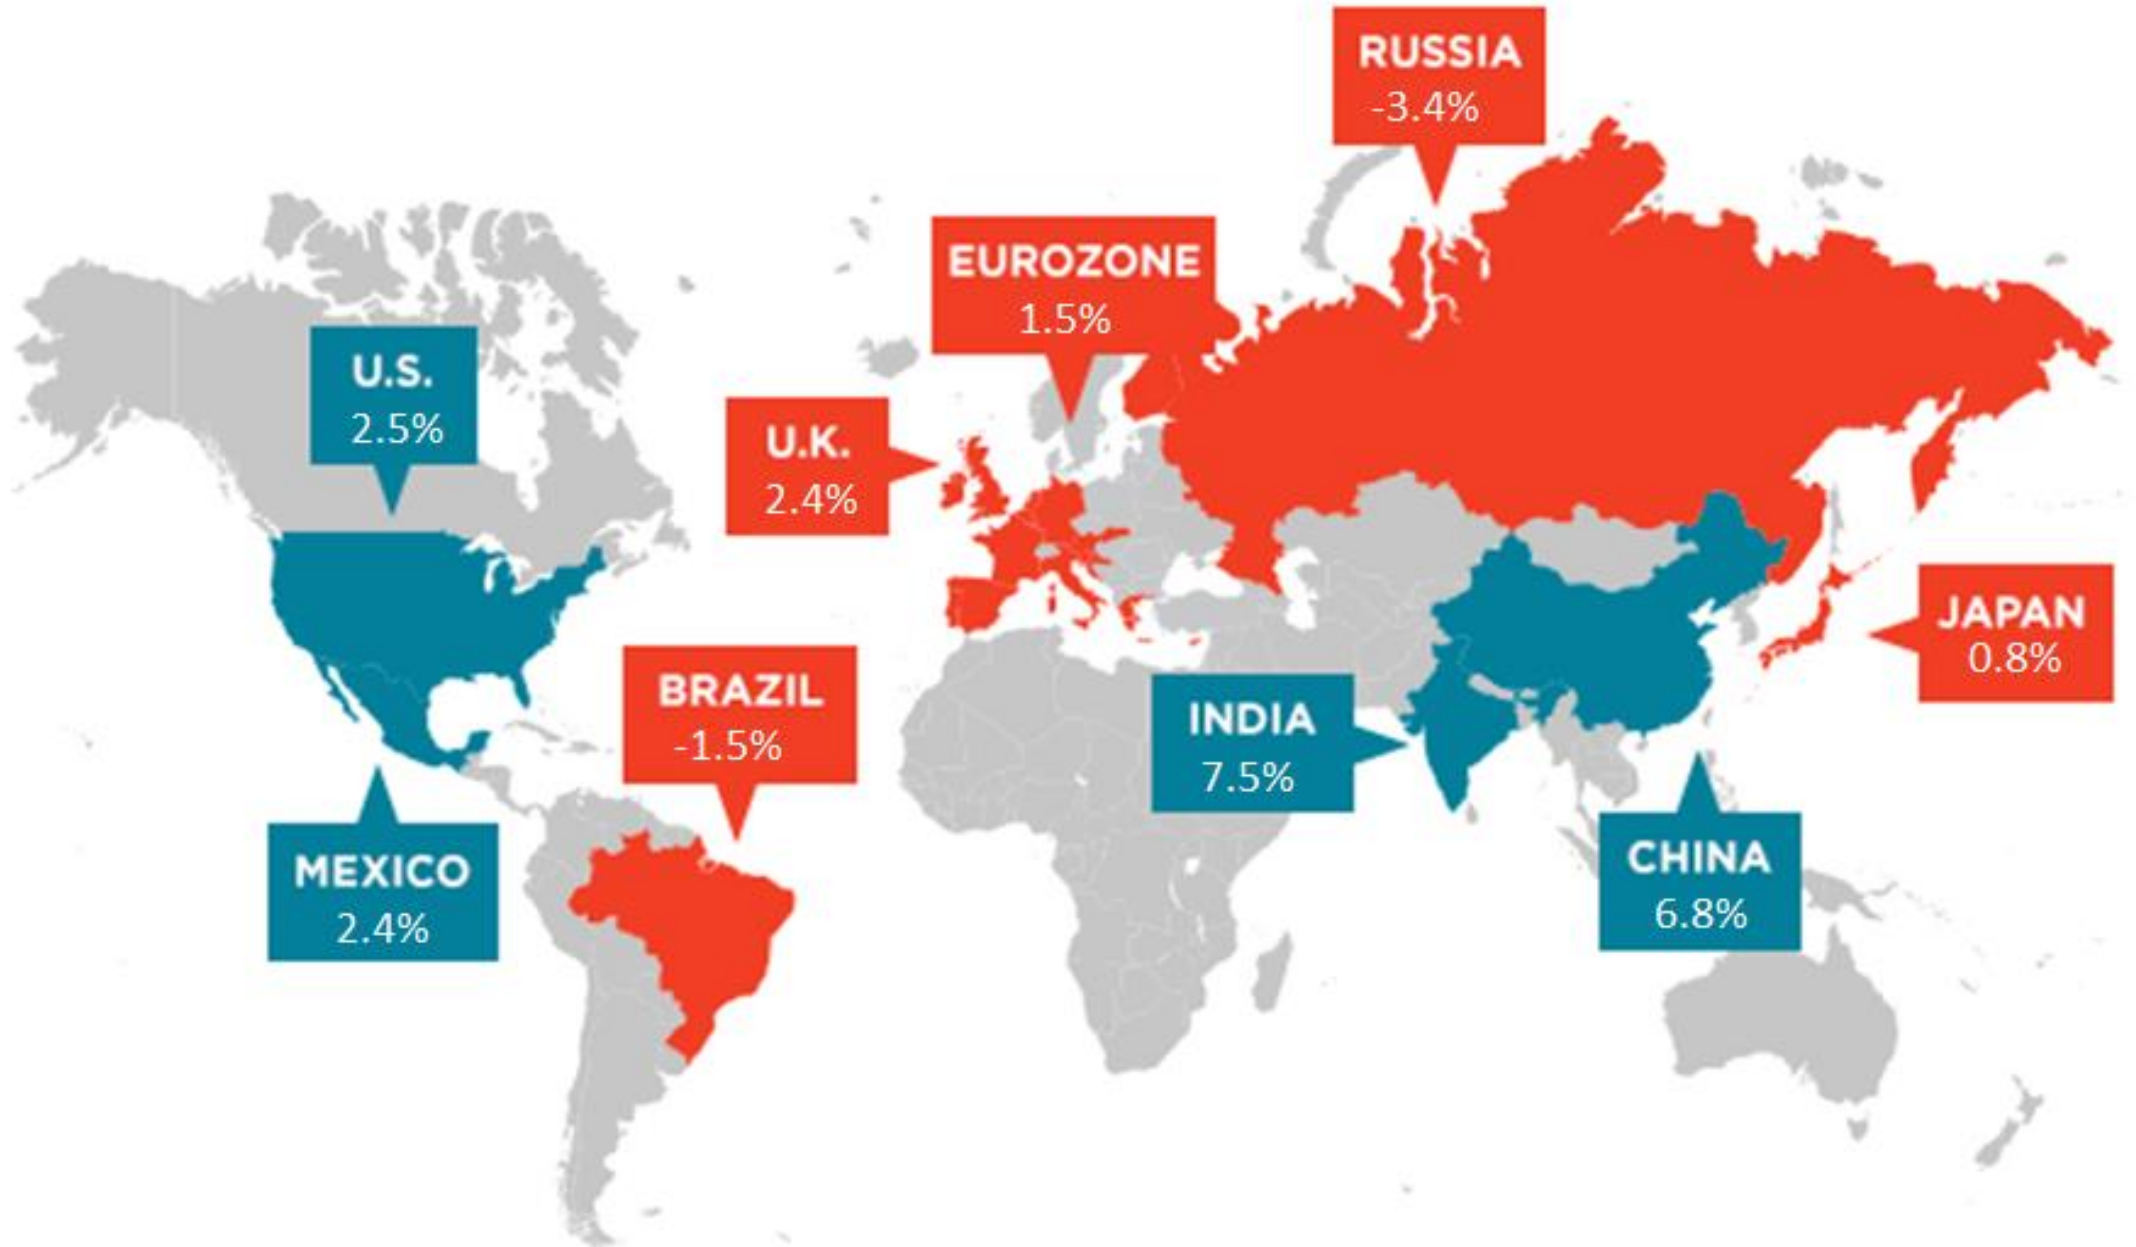 RUSSIA
-3.4%
EUROZONE
1.5%
U.S.
2.5%
U.K.
2.4%
JAPAN
0.8%
BRAZIL
-1.5%
INDIA
7.5%
MEXICO
2.4%
CHINA
6.8%